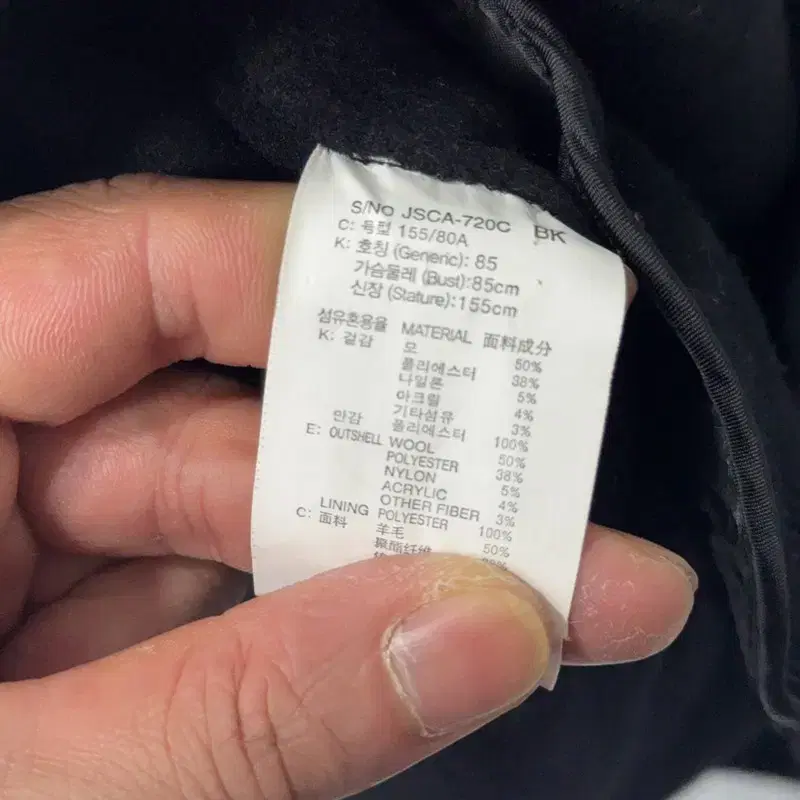 S/No JSCA-720C BK
C: 号型 155/80A
K: 호칭 (Generic): 85
가슴둘레 (Bust): 85cm
신장 (Stature): 155cm
섬유혼용율 MATERIAL 面料成分
K: 겉감 모 50%
폴리에스터 38%
나일론 5%
아크릴 4%
기타섬유 3%
안감 폴리에스터 100%
E: OUTSHELL WOOL 50%
POLYESTER 38%
NYLON 5%
ACRYLIC 4%
OTHER FIBER 3%
LINING POLYESTER 100%
C: 面料 羊毛 50%
聚酯纤维